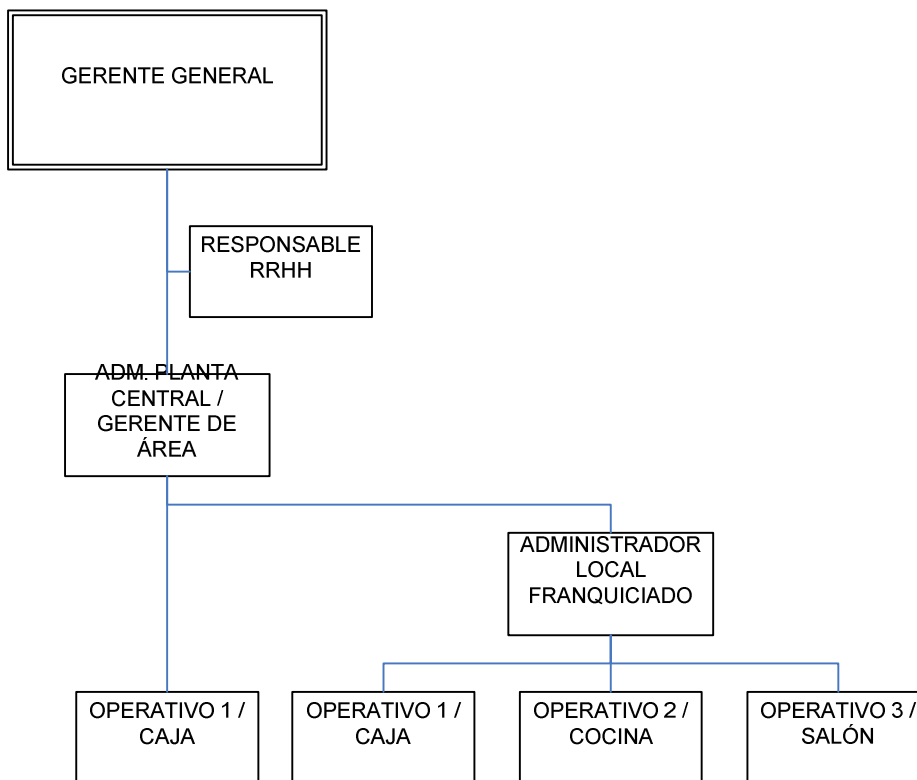 GERENTE GENERAL
RESPONSABLE
RRHH
ADM. PLANTA
CENTRAL /
GERENTE DE
ÁREA
ADMINISTRADOR
LOCAL
FRANQUICIADO
OPERATIVO 1 /
CAJA
OPERATIVO 1 /
CAJA
OPERATIVO 2 /
COCINA
OPERATIVO 3 /
SALÓN